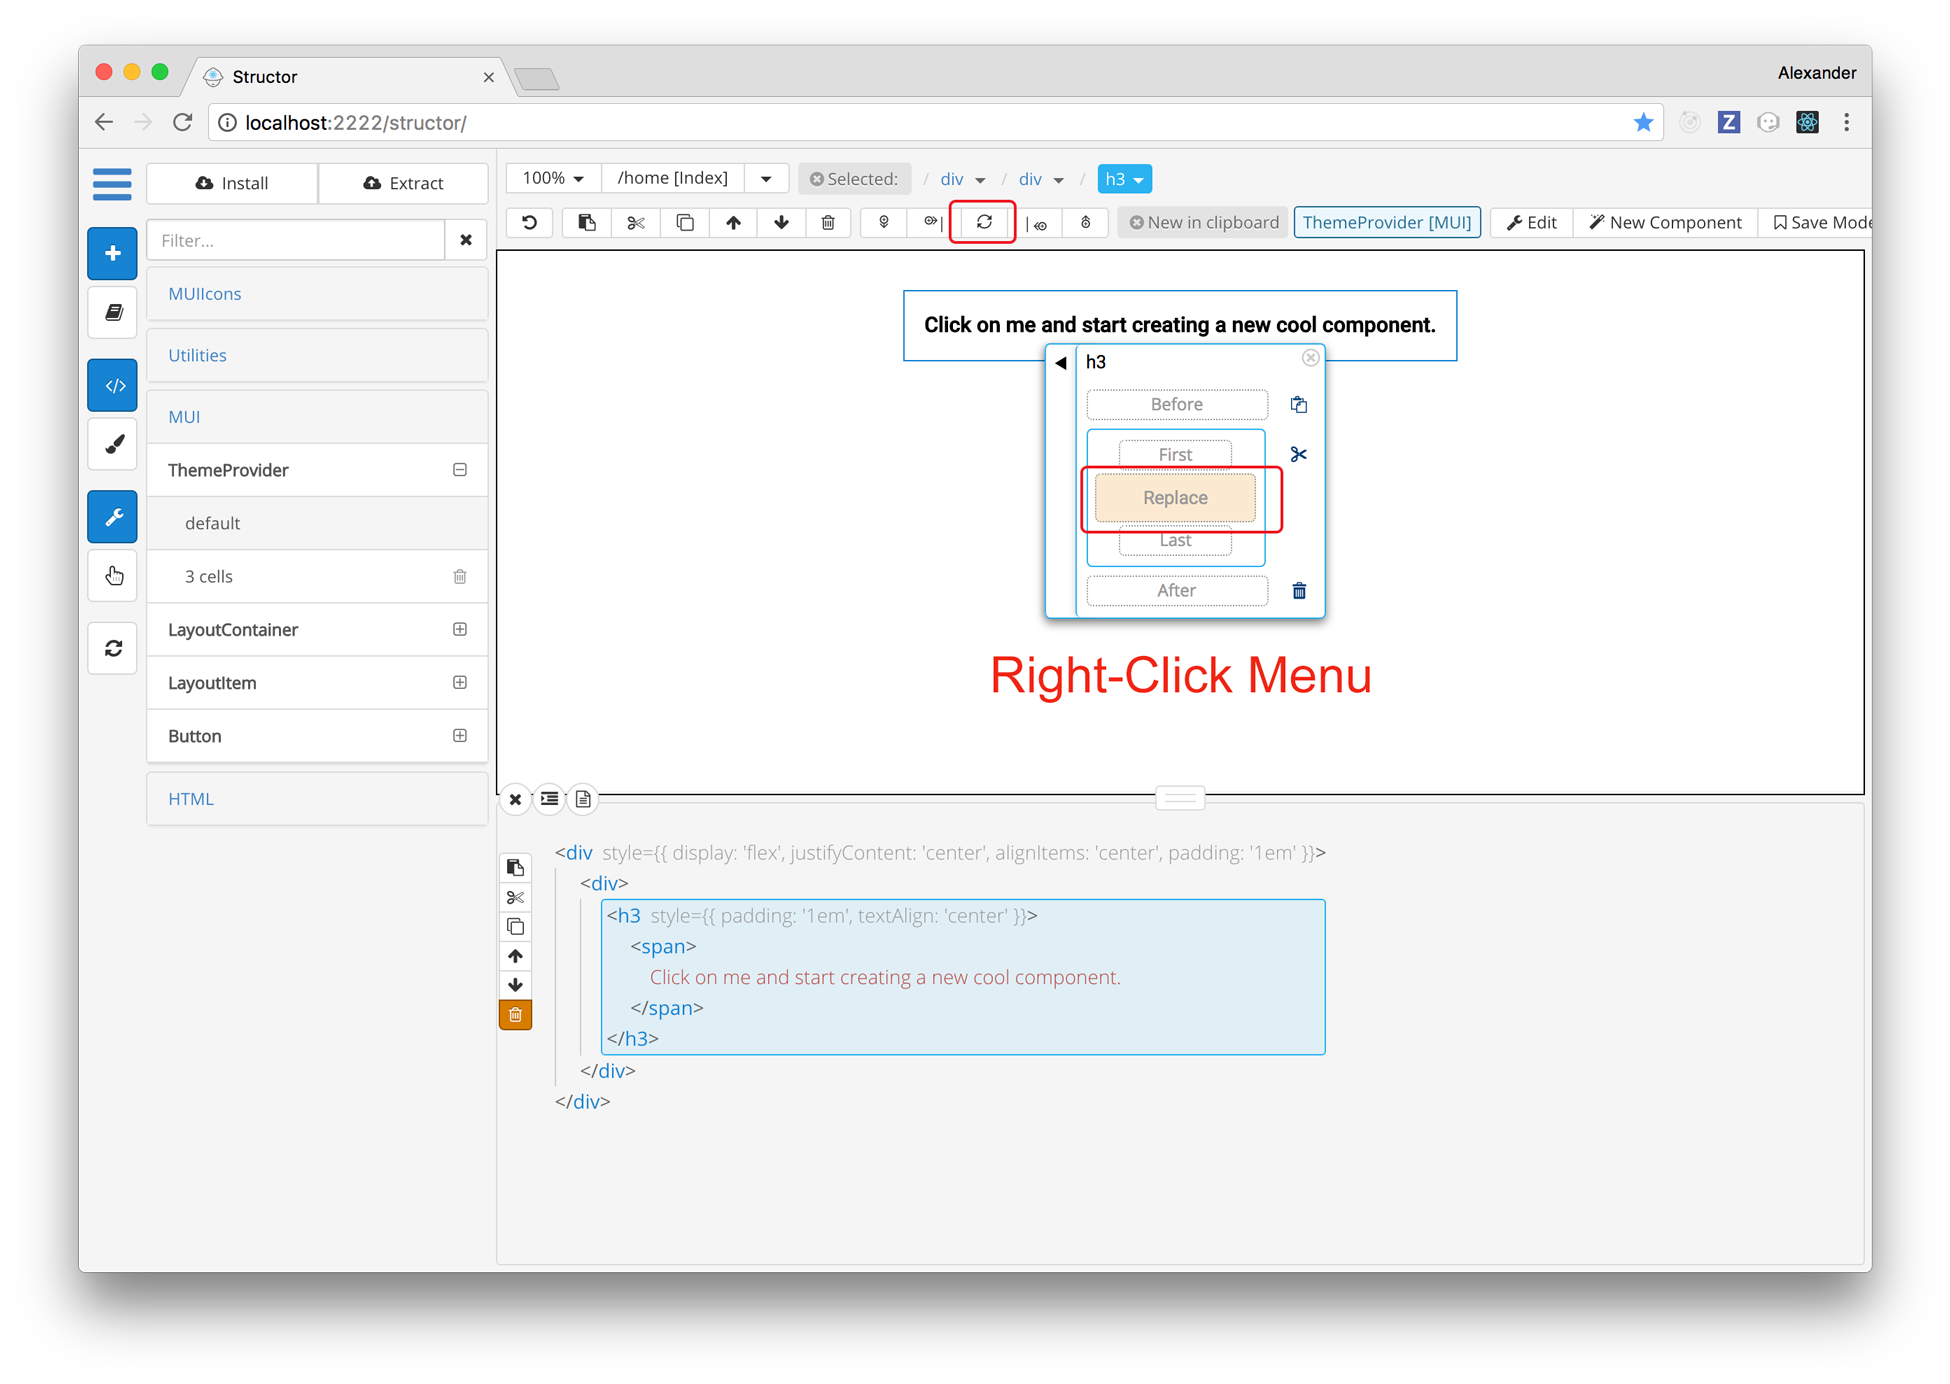 Structor
Alexander
localhost:2222/structor/
Z
Install
Extract
100%
/home [Index]
Selected:
/ div
/ div
/ h3
New in clipboard
ThemeProvider [MUI]
Edit
New Component
Save Mode
Filter...
MUIIcons
Utilities
MUI
ThemeProvider
default
3 cells
LayoutContainer
LayoutItem
Button
HTML
Click on me and start creating a new cool component.
h3
Before
First
Replace
Last
After
Right-Click Menu
<div style={{ display: 'flex', justifyContent: 'center', alignItems: 'center', padding: '1em' }}>
<div>
<h3 style={{ padding: '1em', textAlign: 'center' }}>
<span>
Click on me and start creating a new cool component.
</span>
</h3>
</div>
</div>